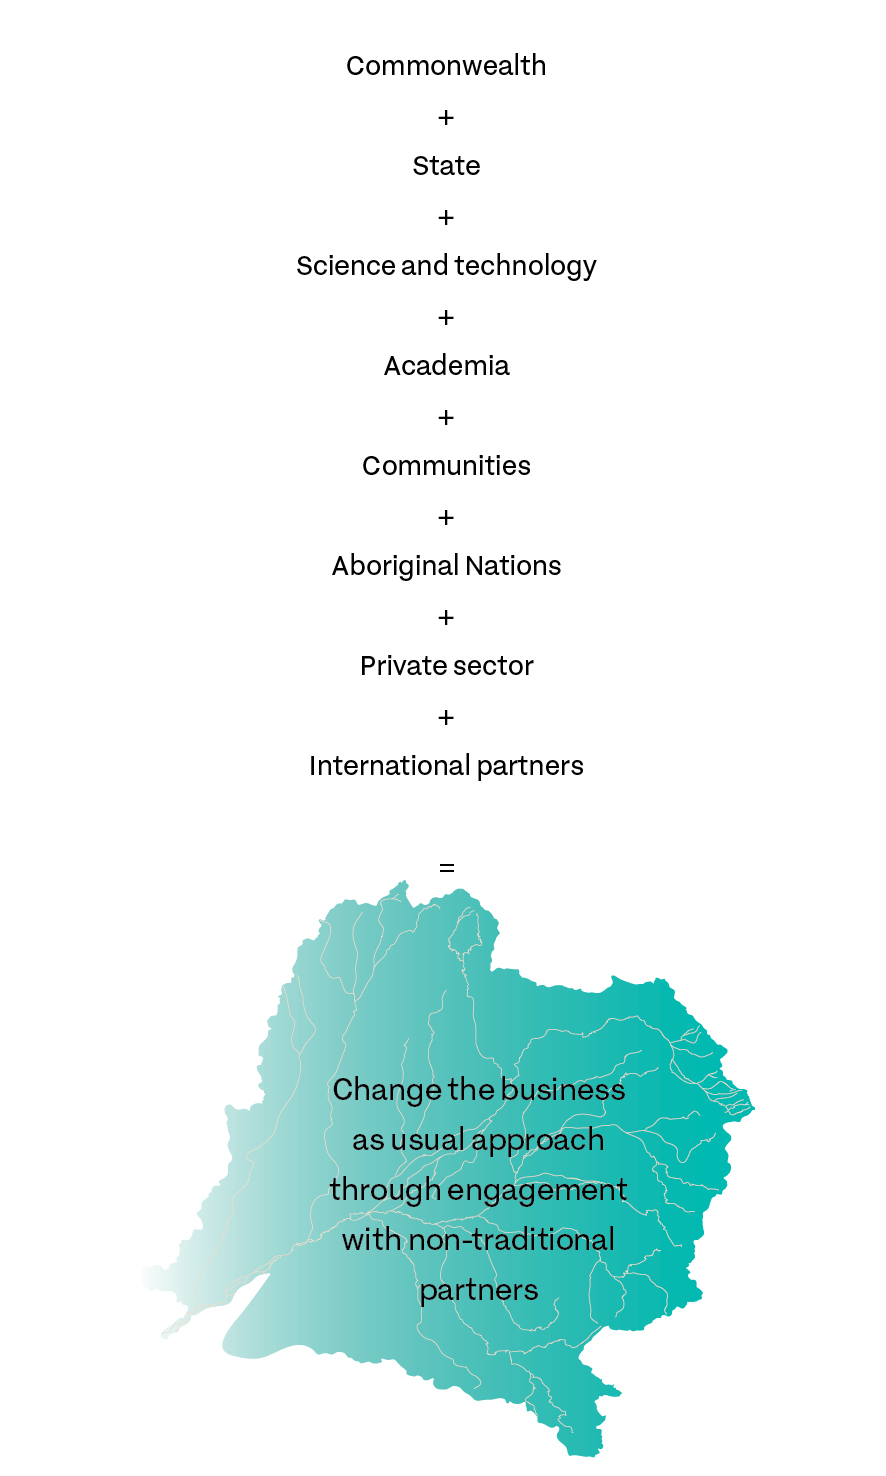 Commonwealth
+
State
+
Science and technology
+
Academia
+
Communities
+
Aboriginal Nations
+
Private sector
+
International partners
=
Change the business
as usual approach
through engagement
with non-traditional
partners